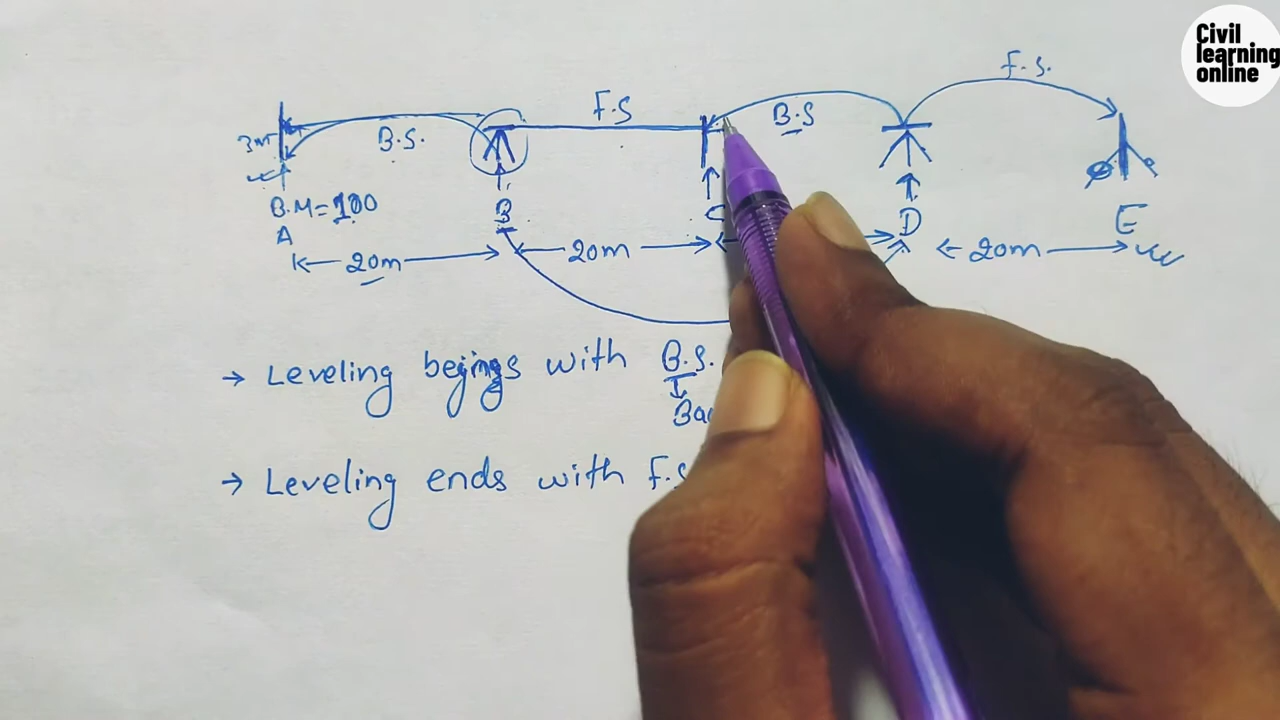 Civil
learning
online
F.S.
F.S
B.S
B.S.
3m
B.M=100
A
B
C
D
E
20m
20m
20m
→ Leveling begings with B.S.
→ Leveling ends with F.S